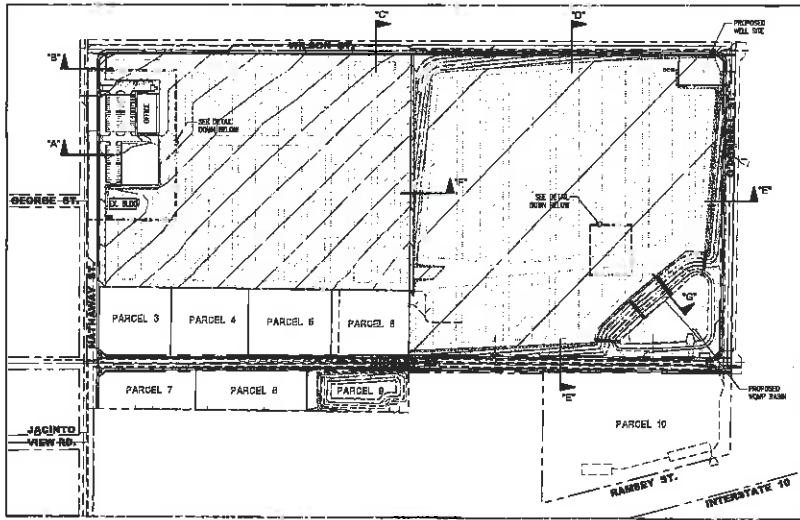 "C"
"D"
PROPOSED
WELL SITE
WILSON ST.
"B"
OFFICE
SEE DETAIL
DOWN BELOW
"A"
"F"
"E"
GEORGE ST.
EX. BLDG
SEE DETAIL
DOWN BELOW
HATHAWAY ST.
"G"
PARCEL 3
PARCEL 4
PARCEL 5
PARCEL 6
"E"
PARCEL 7
PARCEL 8
PARCEL 9
PROPOSED
WQMP BASIN
PARCEL 10
JACINTO
VIEW RD.
RAMSEY ST.
INTERSTATE 10